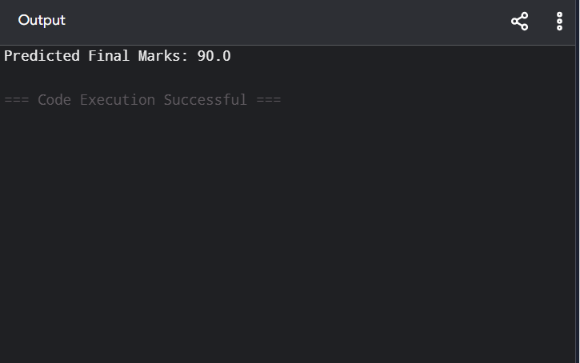 Output
Predicted Final Marks: 90.0
=== Code Execution Successful ===